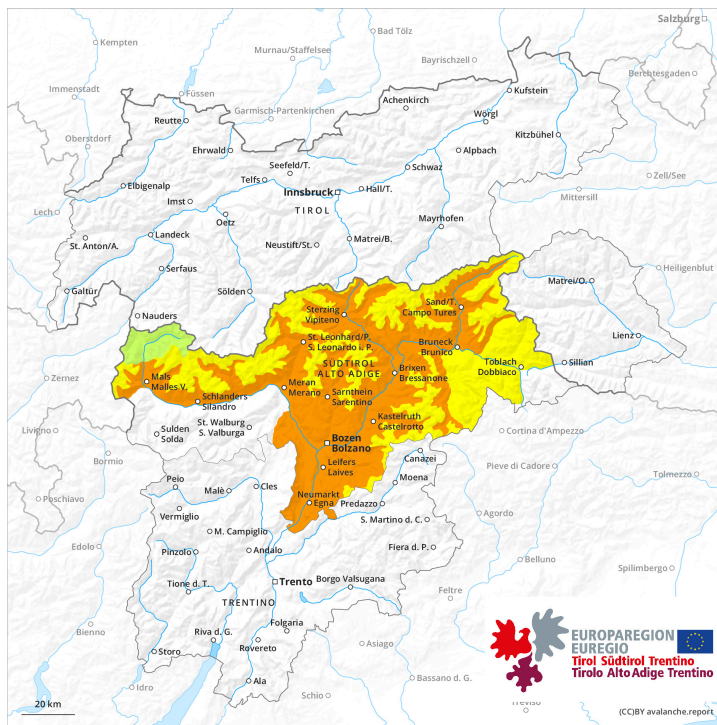 Salzburg
Kempten
Bad Tölz
Murnau/Staffelsee
Bayrischzell
Berchtesgaden
Immenstadt
Füssen
Garmisch-Partenkirchen
Achenkirch
Kufstein
Reutte
Wörgl
Oberstdorf
Ehrwald
Kitzbühel
Alpbach
Seefeld/T.
Schwaz
Zell/See
Telfs
Elbigenalp
Innsbruck
Hall/T.
Mittersill
Imst
TIROL
Lech
Oetz
Mayrhofen
Landeck
Neustift/St.
Matrei/B.
St. Anton/A.
Serfaus
Heiligenblut
Matrei/O.
Galtür
Sölden
Sand/T.
Campo Tures
Nauders
Sterzing
Vipiteno
Lienz
St. Leonhard/P.
S. Leonardo i. P.
Bruneck
Brunico
Toblach
Dobbiaco
Sillian
SÜDTIROL
ALTO ADIGE
Brixen
Bressanone
Zernez
Mals
Malles V.
Meran
Merano
Schlanders
Silandro
Sarnthein
Sarentino
Kastelruth
Castelrotto
Livigno
Sulden
Solda
St. Walburg
S. Valburga
Cortina d'Ampezzo
Bozen
Bolzano
Bormio
Canazei
Pieve di Cadore
Leifers
Laives
Moena
Tolmezzo
Poschiavo
Peio
Malè
Cles
Neumarkt
Egna
Predazzo
Vermiglio
S. Martino d. C.
Agordo
M. Campiglio
Edolo
Pinzolo
Andalo
Fiera d. P.
Belluno
Spilimbergo
Tione d. T.
Trento
Borgo Valsugana
Feltre
TRENTINO
Bienno
Folgaria
Riva d. G.
Rovereto
Asiago
Storo
Bassano d. G.
Ala
Idro
Schio
Treviso
EUROPAREGION
EUREGIO
Tirol Südtirol Trentino
Tirolo Alto Adige Trentino
20 km
(CC)BY avalanche.report